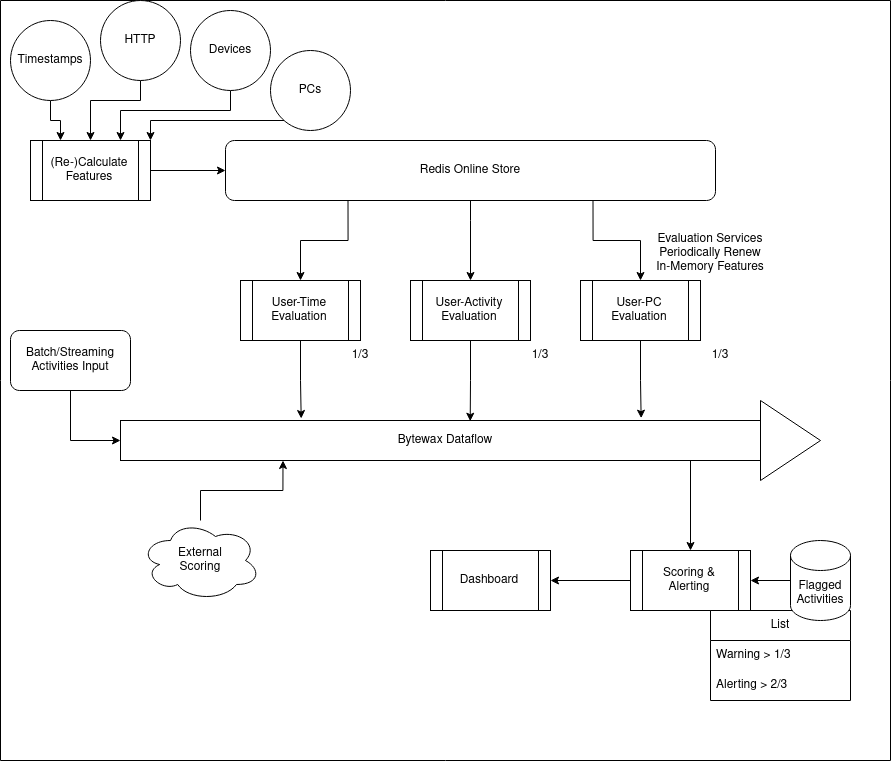 Timestamps
HTTP
Devices
PCs
(Re-)Calculate
Features
Redis Online Store
Evaluation Services
Periodically Renew
In-Memory Features
User-Time
Evaluation
User-Activity
Evaluation
User-PC
Evaluation
1/3
1/3
1/3
Batch/Streaming
Activities Input
Bytewax Dataflow
External
Scoring
Dashboard
Scoring &
Alerting
Flagged
Activities
List
Warning > 1/3
Alerting > 2/3